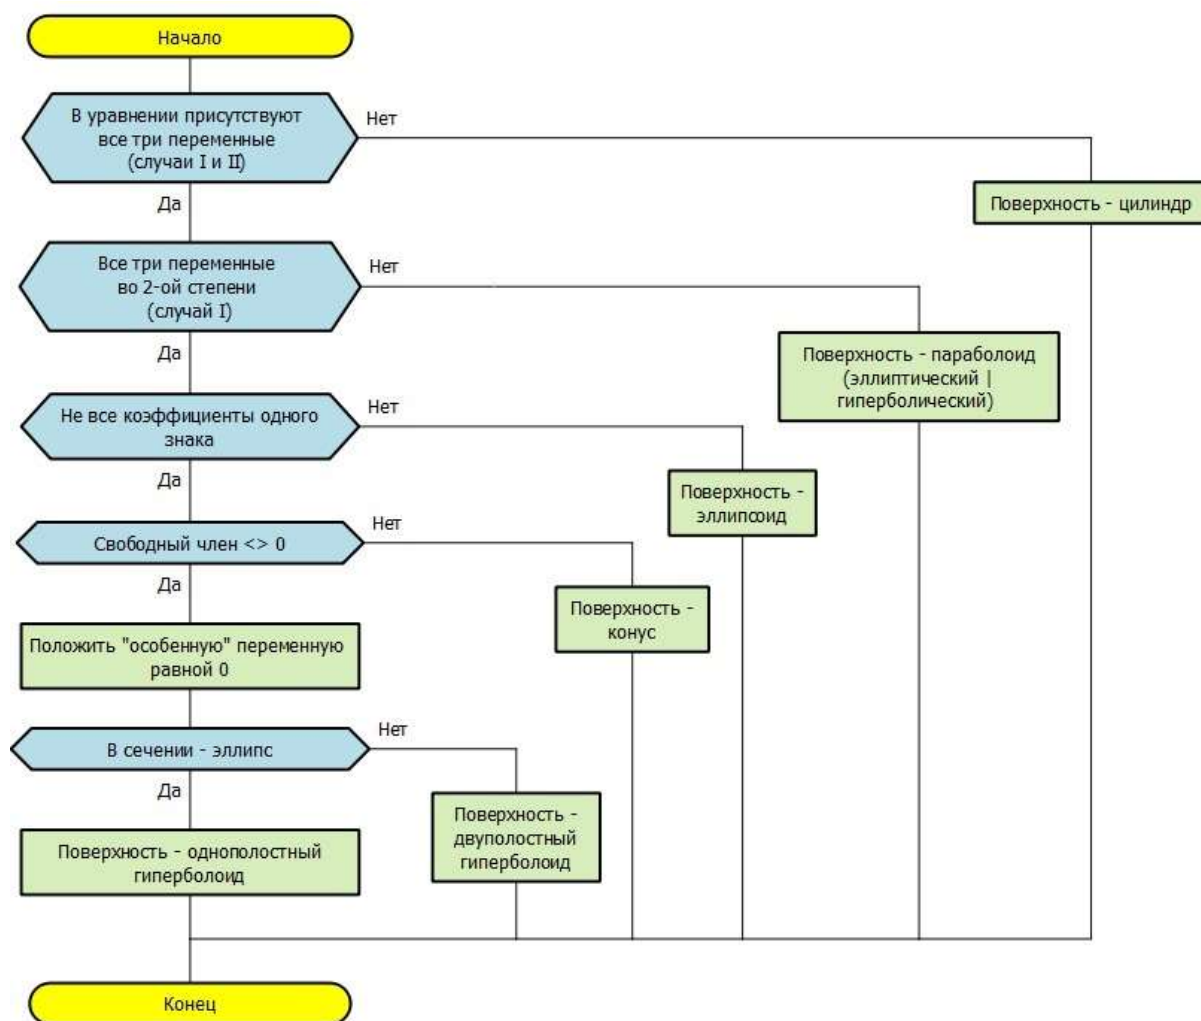 Начало
В уравнении присутствуют
все три переменные
(случаи I и II)
Нет
Да
Поверхность - цилиндр
Все три переменные
во 2-ой степени
(случай I)
Нет
Да
Поверхность - параболоид
(эллиптический |
гиперболический)
Не все коэффициенты одного
знака
Нет
Да
Поверхность -
эллипсоид
Свободный член <> 0
Нет
Да
Поверхность -
конус
Положить "особенную" переменную
равной 0
В сечении - эллипс
Нет
Да
Поверхность -
двуполостный
гиперболоид
Поверхность - однополостный
гиперболоид
Конец